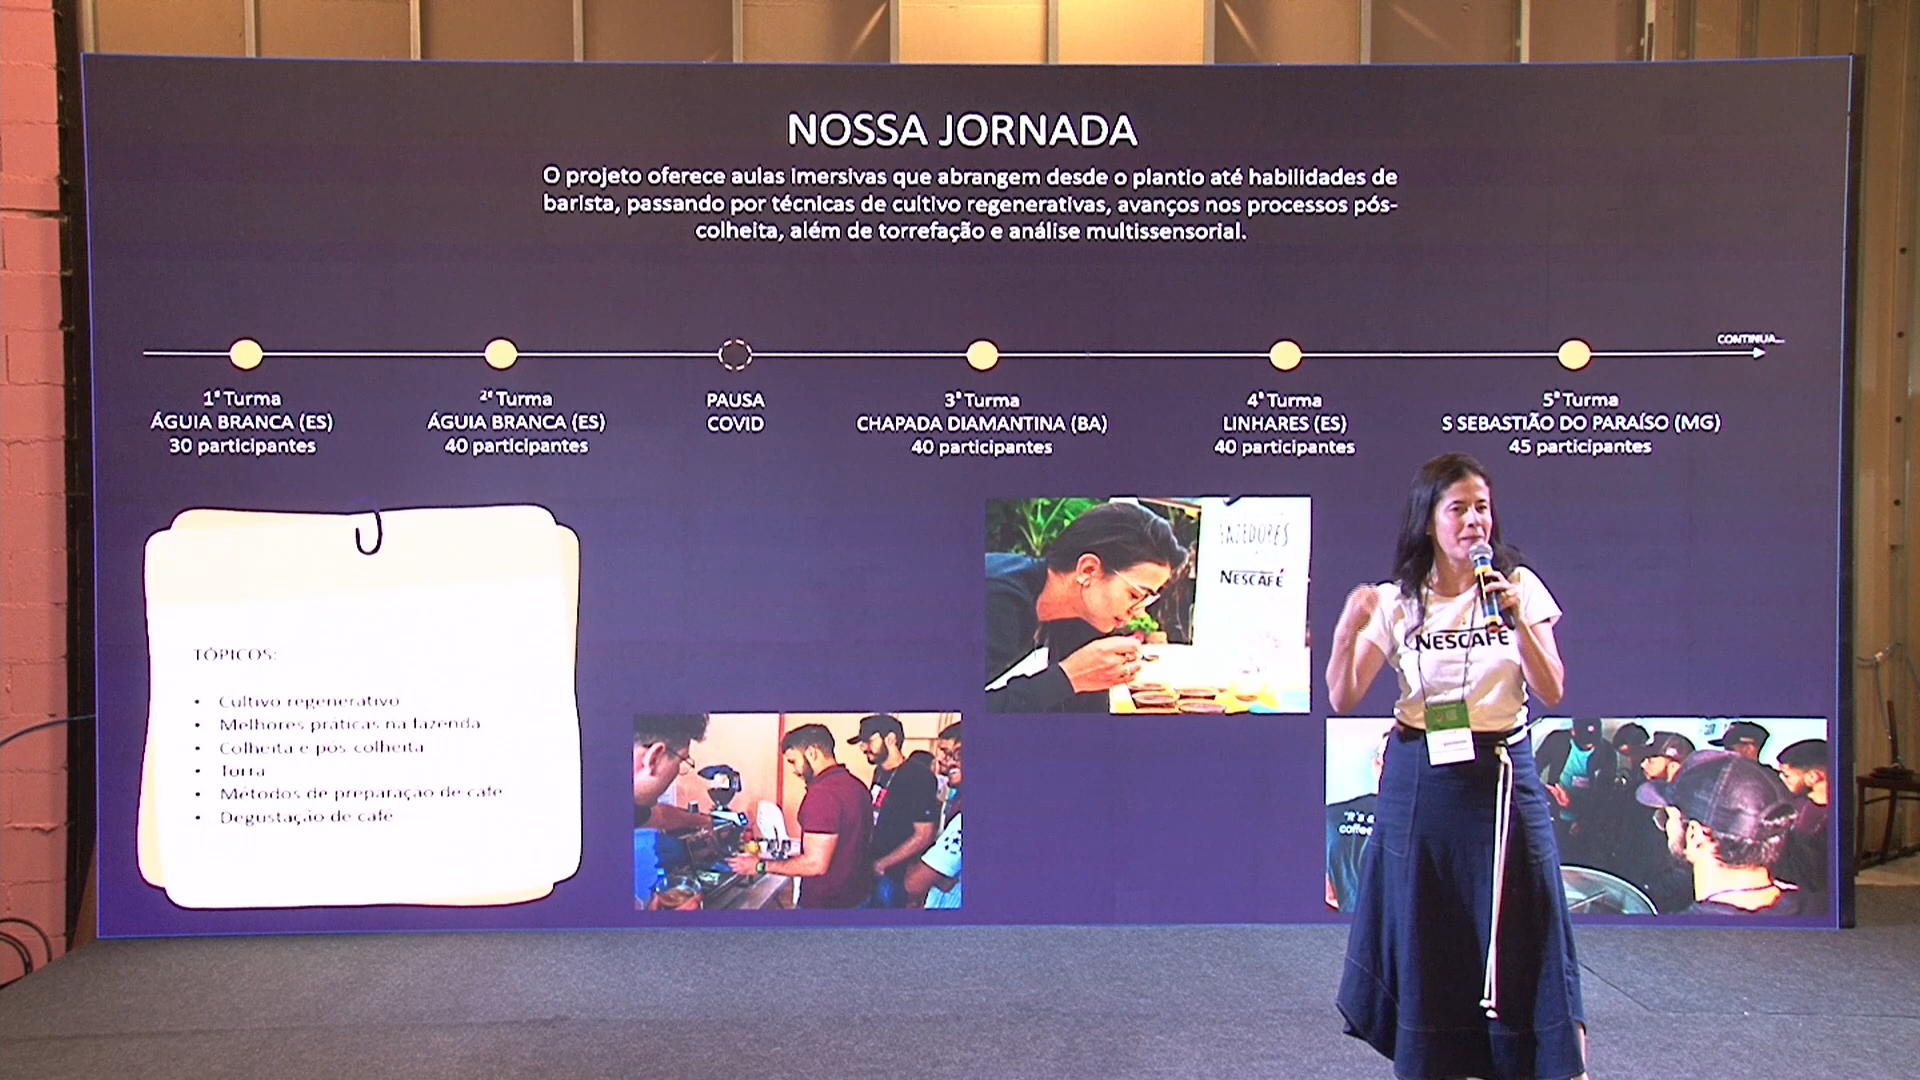 NOSSA JORNADA
O projeto oferece aulas imersivas que abrangem desde o plantio até habilidades de
barista, passando por técnicas de cultivo regenerativas, avanços nos processos pós-
colheita, além de torrefação e análise multissensorial.
CONTINUA...
1ª Turma
ÁGUIA BRANCA (ES)
30 participantes
2ª Turma
ÁGUIA BRANCA (ES)
40 participantes
PAUSA
COVID
3ª Turma
CHAPADA DIAMANTINA (BA)
40 participantes
4ª Turma
LINHARES (ES)
40 participantes
5ª Turma
S SEBASTIÃO DO PARAÍSO (MG)
45 participantes
TÓPICOS:
• Cultivo regenerativo
• Melhores práticas na fazenda
• Colheita e pós colheita
• Torra
• Métodos de preparação de café
• Degustação de café
FAZEDORES
NESCAFÉ
NESCAFÉ
"It's a
coffee